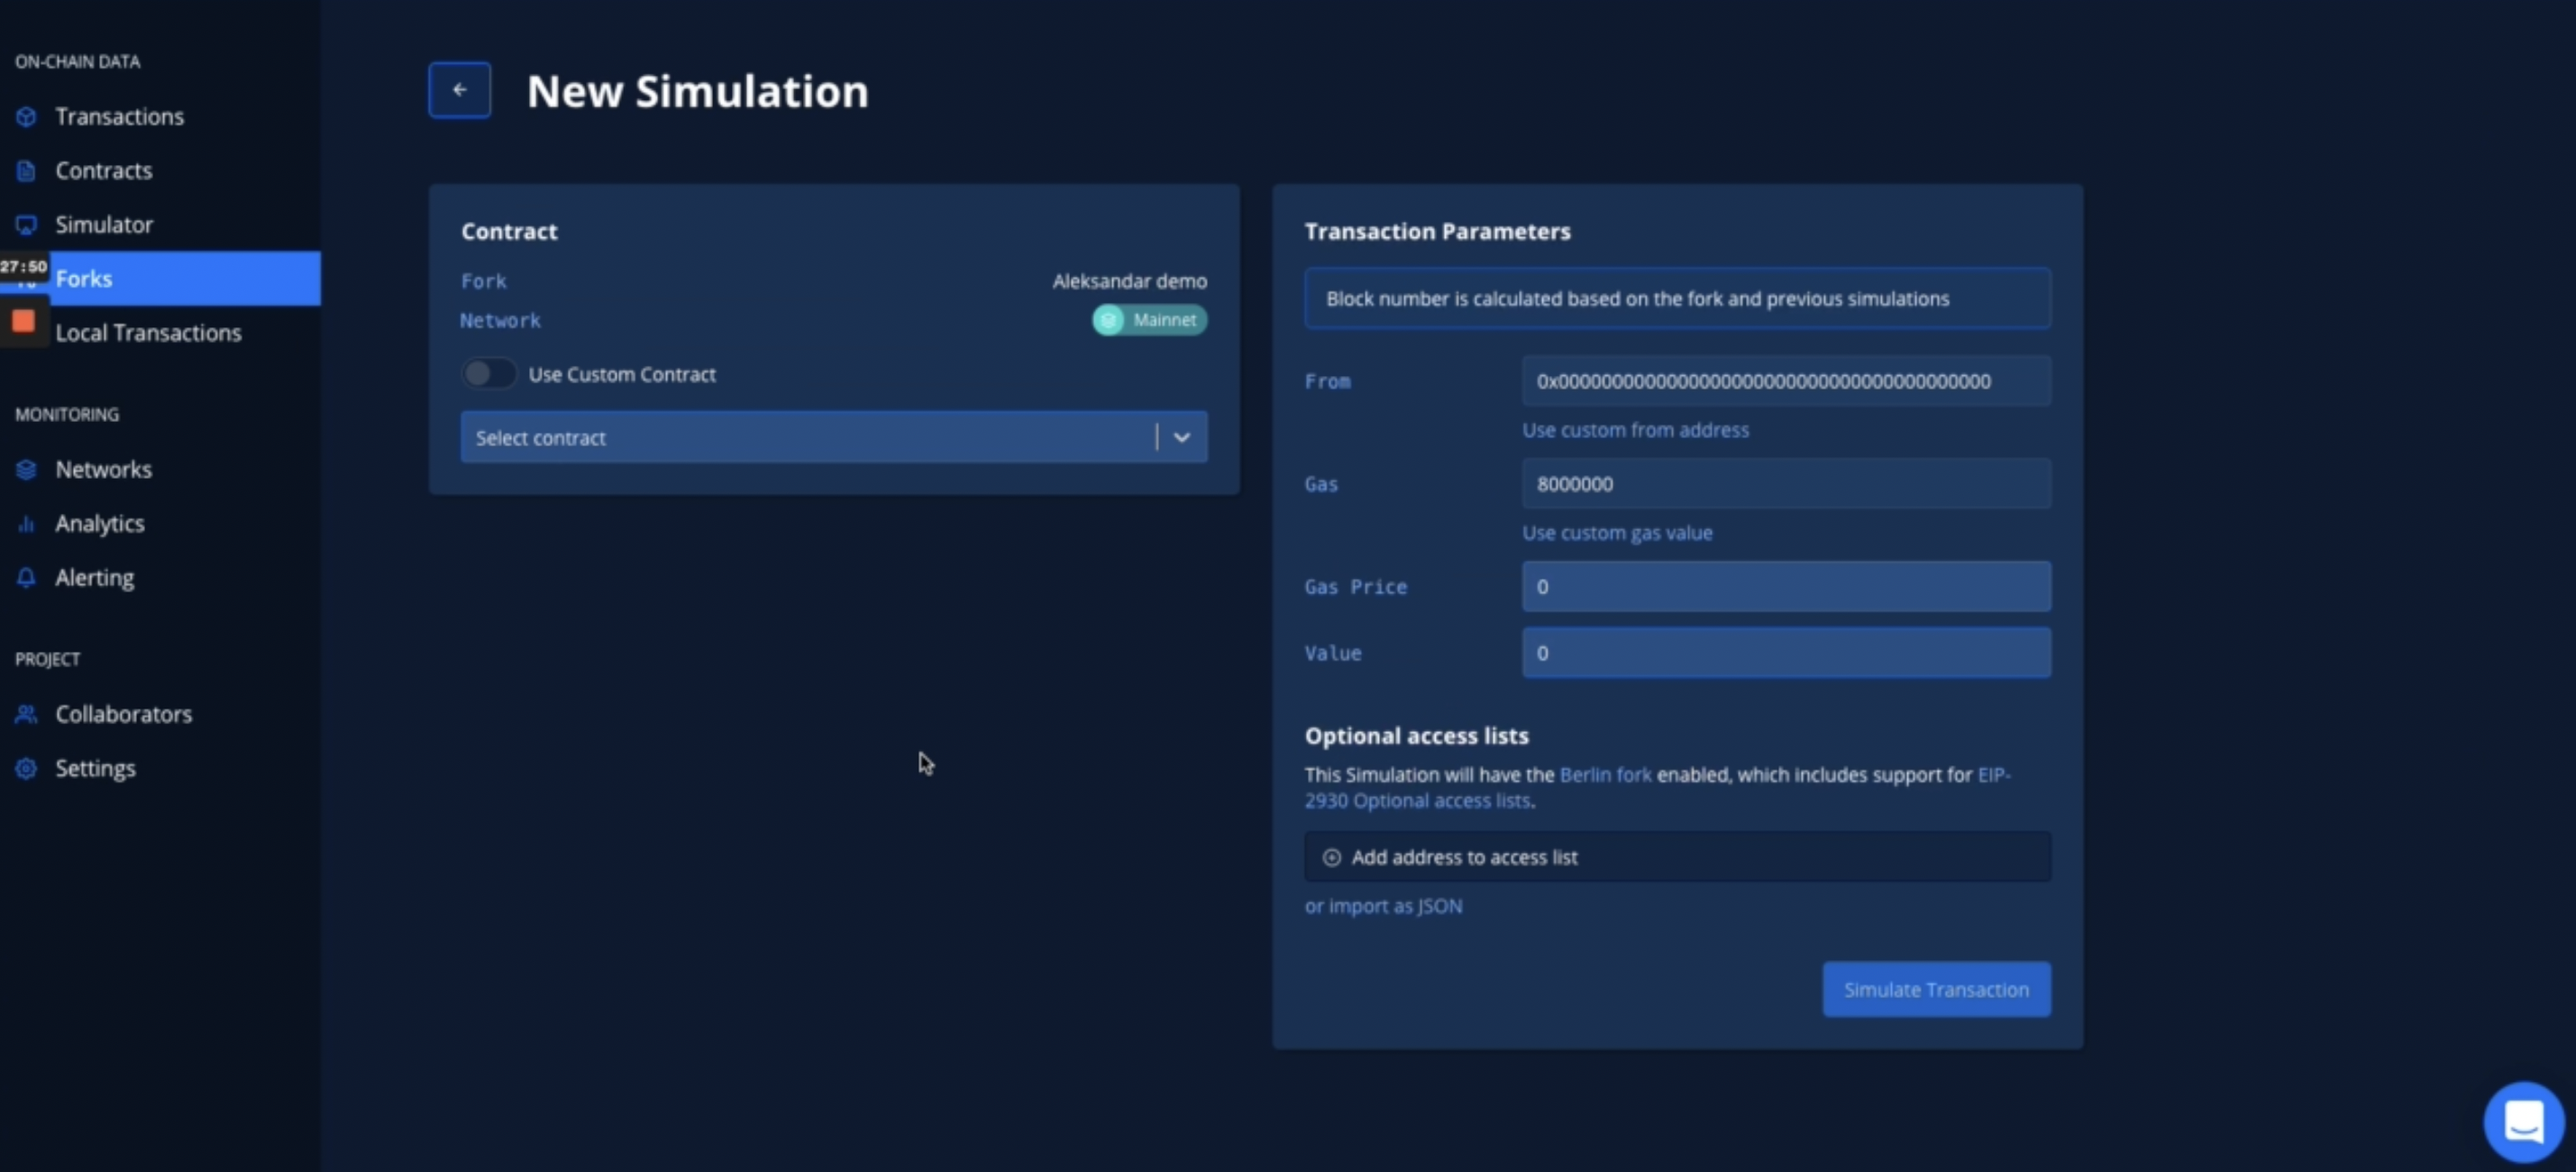 ON-CHAIN DATA
Transactions
Contracts
Simulator
27:50
Forks
Local Transactions
MONITORING
Networks
Analytics
Alerting
PROJECT
Collaborators
Settings
New Simulation
Contract
Fork
Aleksandar demo
Network
Mainnet
Use Custom Contract
Select contract
Transaction Parameters
Block number is calculated based on the fork and previous simulations
From
0x0000000000000000000000000000000000000000
Use custom from address
Gas
8000000
Use custom gas value
Gas Price
0
Value
0
Optional access lists
This Simulation will have the Berlin fork enabled, which includes support for EIP-
2930 Optional access lists.
Add address to access list
or import as JSON
Simulate Transaction